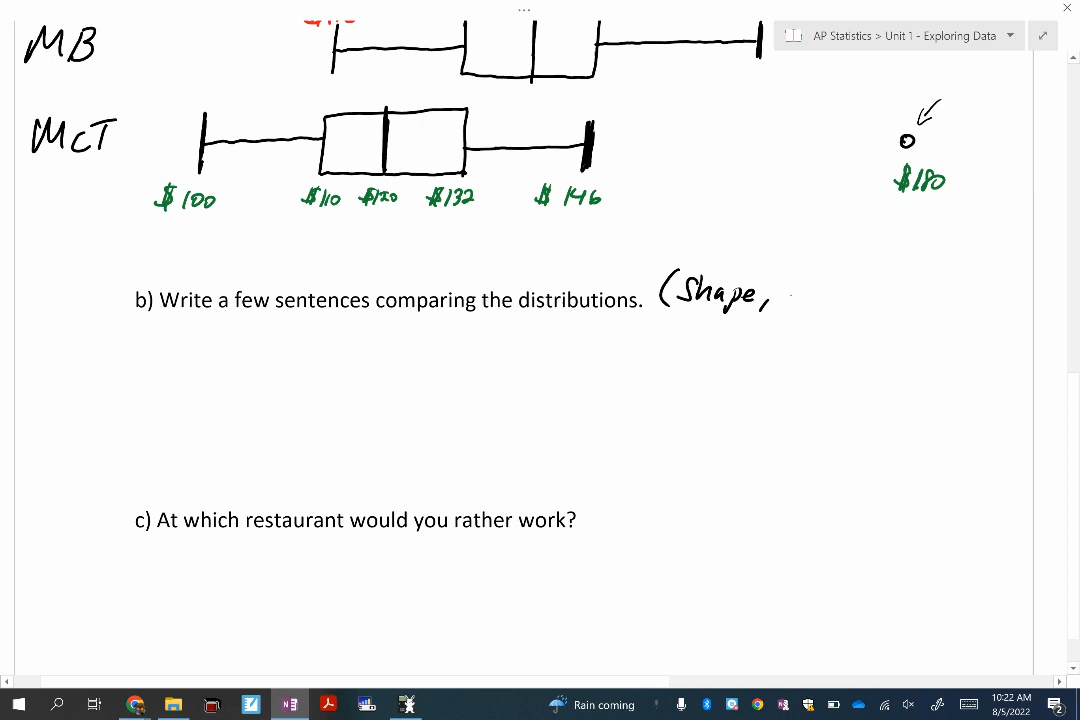 MB
AP Statistics > Unit 1 - Exploring Data
McT
$100 $110 $120 $132 $146 $180
b) Write a few sentences comparing the distributions. (Shape,
c) At which restaurant would you rather work?
Rain coming
10:22 AM
8/5/2022